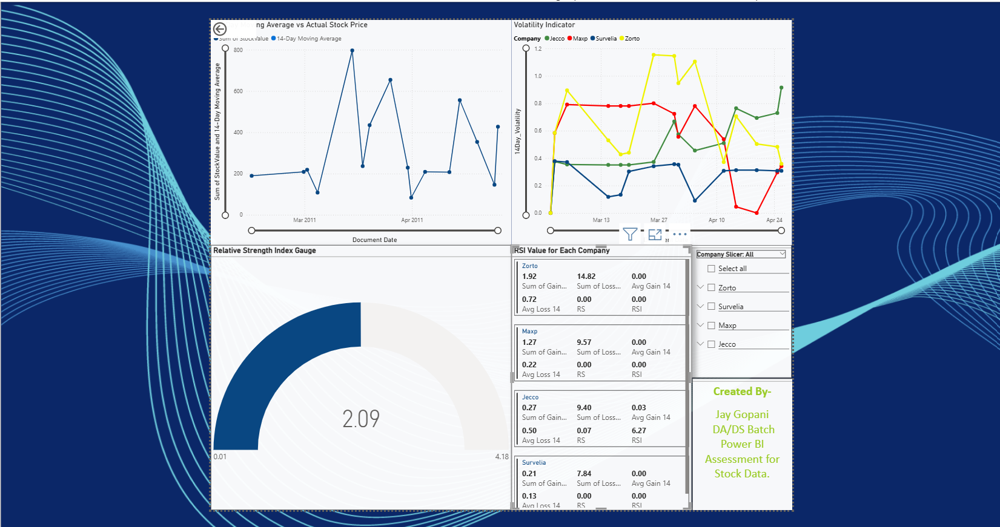 ng Average vs Actual Stock Price
Sum of StockValue 14-Day Moving Average
Sum of StockValue and 14-Day Moving Average
800
600
400
200
0
Mar 2011 Apr 2011
Document Date
Volatility Indicator
Company Jecco Maxp Survelia Zorto
14Day_Volatility
1.2
1.0
0.8
0.6
0.4
0.2
0.0
Mar 13 Mar 27 Apr 10 Apr 24
Relative Strength Index Gauge
2.09
0.01 4.18
RSI Value for Each Company
Zorto
1.92 14.82 0.00
Sum of Gain... Sum of Loss... Avg Gain 14
0.72 0.00 0.00
Avg Loss 14 RS RSI
Maxp
1.27 9.57 0.00
Sum of Gain... Sum of Loss... Avg Gain 14
0.22 0.00 0.00
Avg Loss 14 RS RSI
Jecco
0.27 9.40 0.03
Sum of Gain... Sum of Loss... Avg Gain 14
0.50 0.07 6.27
Avg Loss 14 RS RSI
Survelia
0.21 7.84 0.00
Sum of Gain... Sum of Loss... Avg Gain 14
0.13 0.00 0.00
Avg Loss 14 RS RSI
Company Slicer: All
Select all
Zorto
Survelia
Maxp
Jecco
Created By-
Jay Gopani
DA/DS Batch
Power BI
Assessment for
Stock Data.